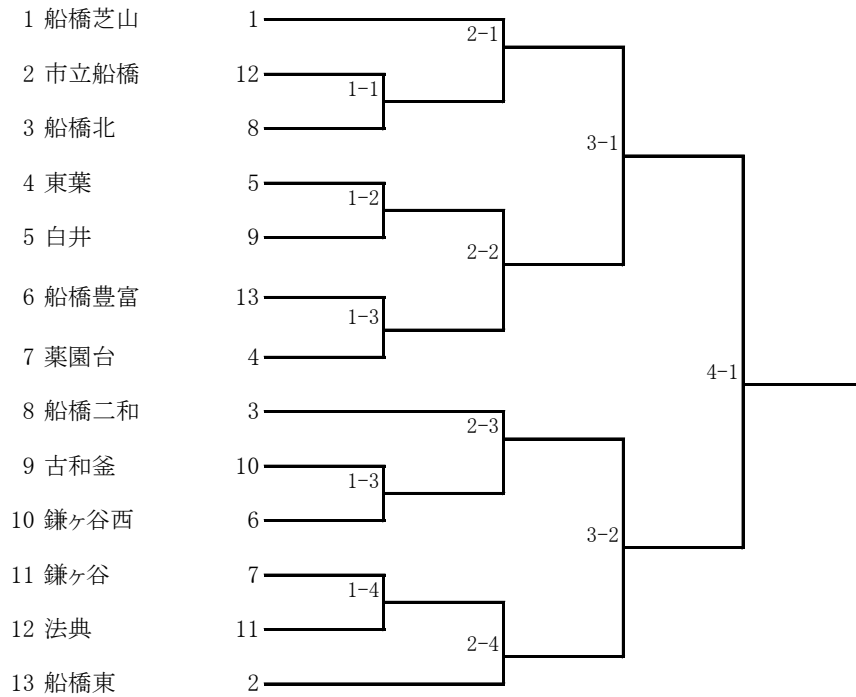 1 船橋芝山 1
2-1
2 市立船橋 12
1-1
3 船橋北 8
3-1
4 東葉 5
1-2
5 白井 9
2-2
6 船橋豊富 13
1-3
7 薬園台 4
4-1
8 船橋二和 3
2-3
9 古和釜 10
1-3
10 鎌ヶ谷西 6
3-2
11 鎌ヶ谷 7
1-4
12 法典 11
2-4
13 船橋東 2